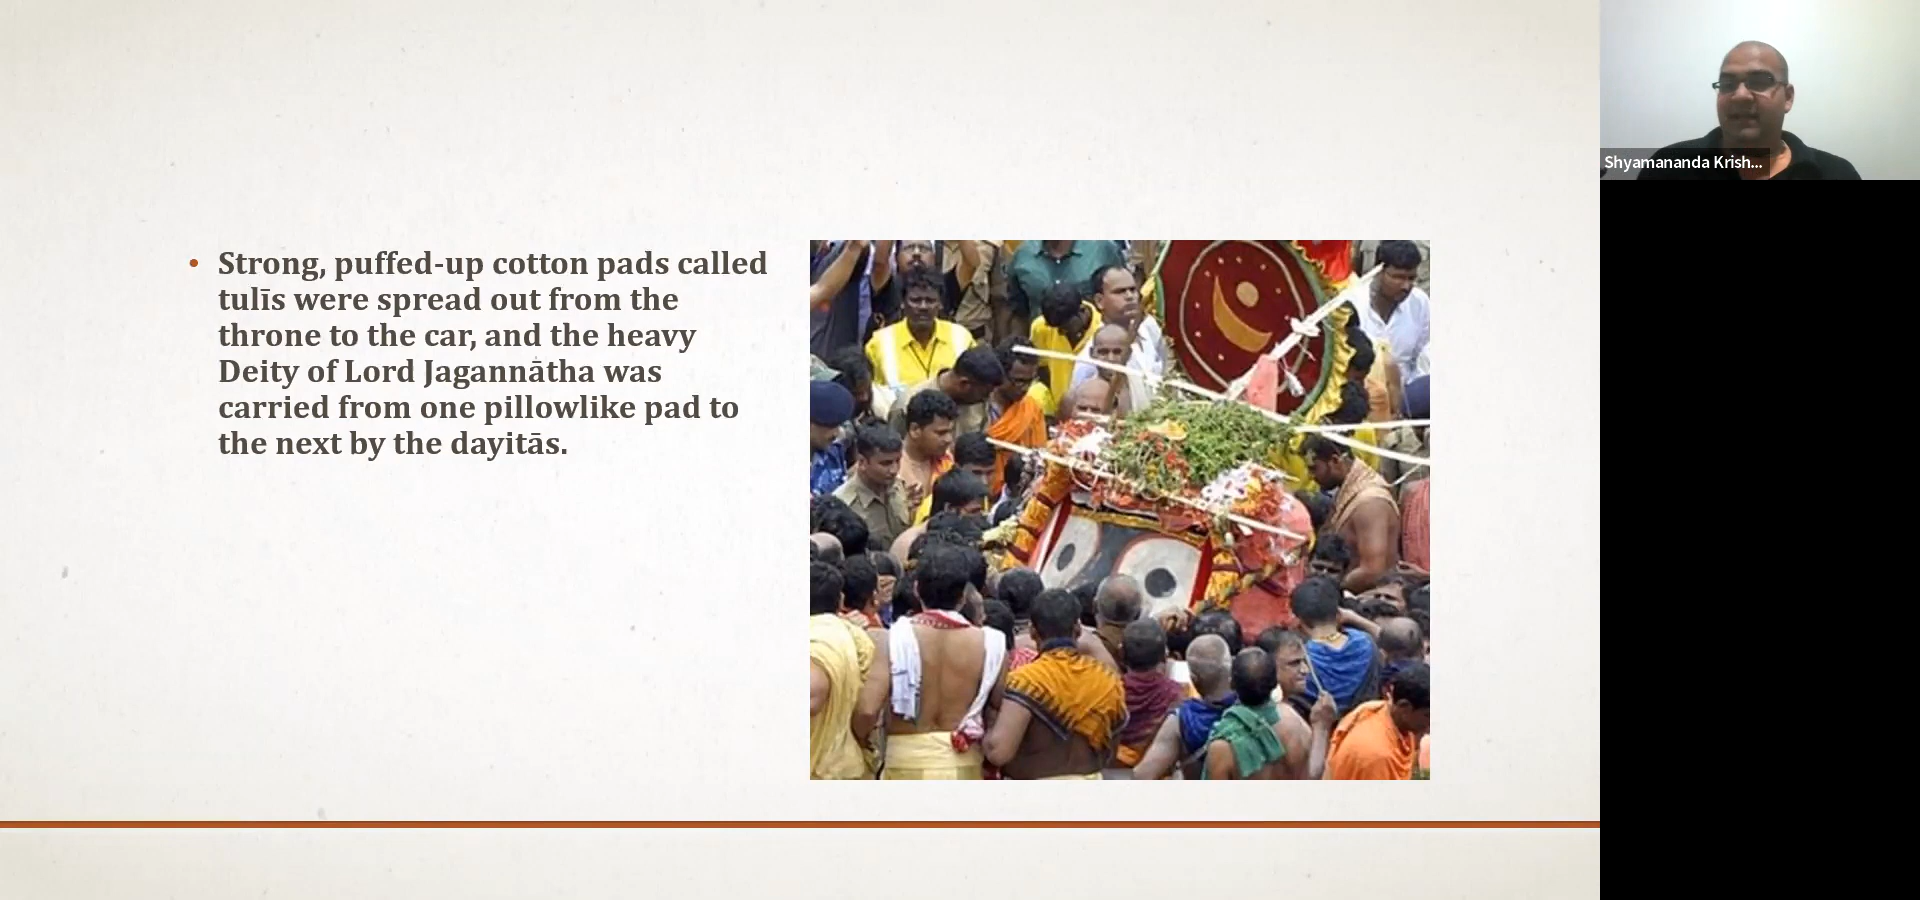 Strong, puffed-up cotton pads called
tulīs were spread out from the
throne to the car, and the heavy
Deity of Lord Jagannātha was
carried from one pillowlike pad to
the next by the dayitās.
Shyamananda Krish...